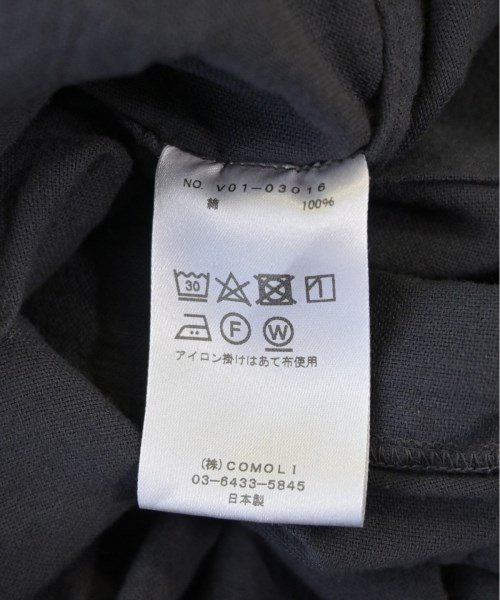 NO. V01-03016
綿 100%
30
F W
アイロン掛けはあて布使用
(株)COMOLI
03-6433-5845
日本製